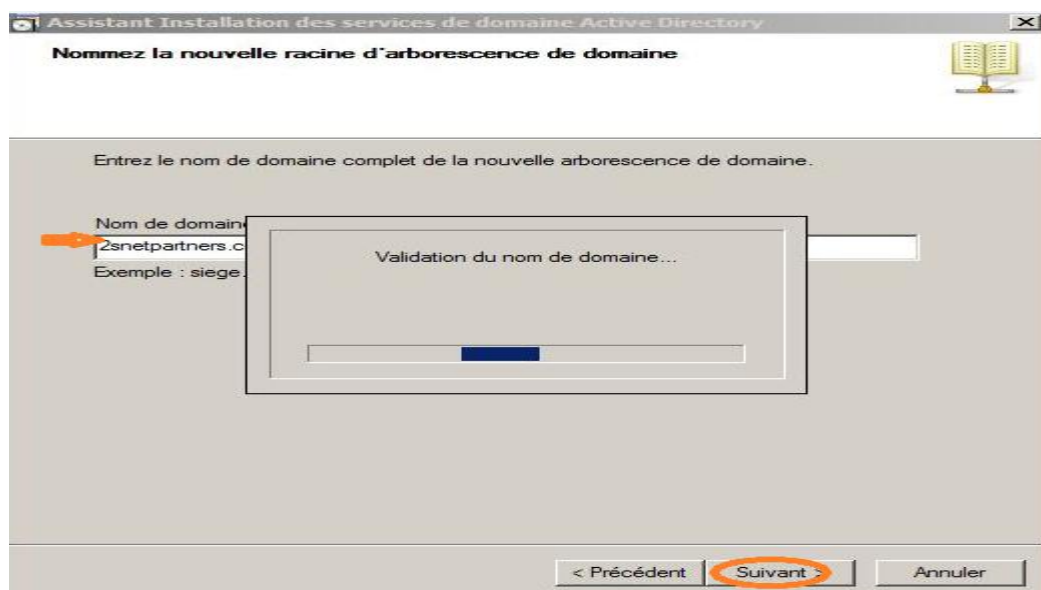 Assistant Installation des services de domaine Active Directory
Nommez la nouvelle racine d'arborescence de domaine
Entrez le nom de domaine complet de la nouvelle arborescence de domaine.
Nom de domain
2snetpartners.c
Exemple : siege.
Validation du nom de domaine...
< Précédent
Suivant >
Annuler